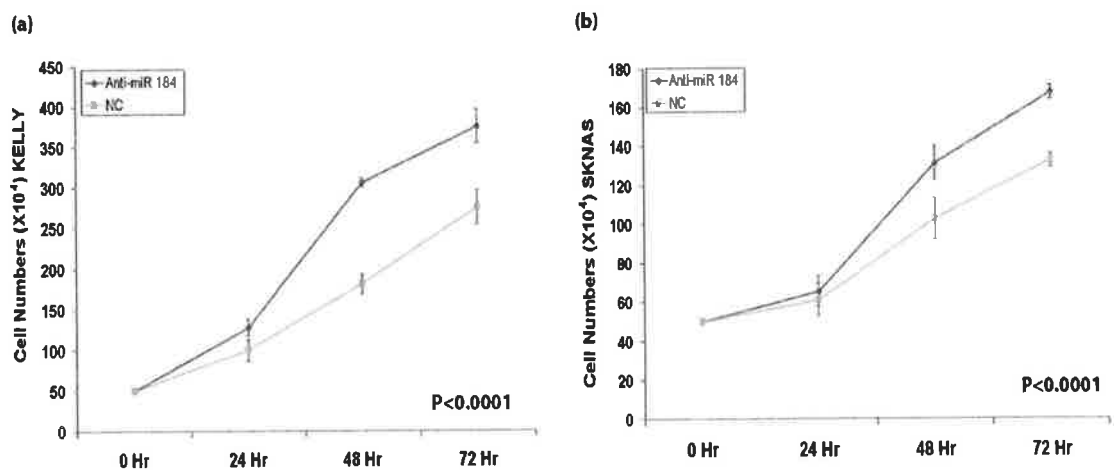 (a)
450
400
350
300
250
200
150
100
50
0
Cell Numbers (X10⁴) KELLY
Anti-miR 184
NC
P<0.0001
0 Hr 24 Hr 48 Hr 72 Hr
(b)
180
160
140
120
100
80
60
40
20
0
Cell Numbers (X10⁴) SKNAS
Anti-miR 184
NC
P<0.0001
0 Hr 24 Hr 48 Hr 72 Hr